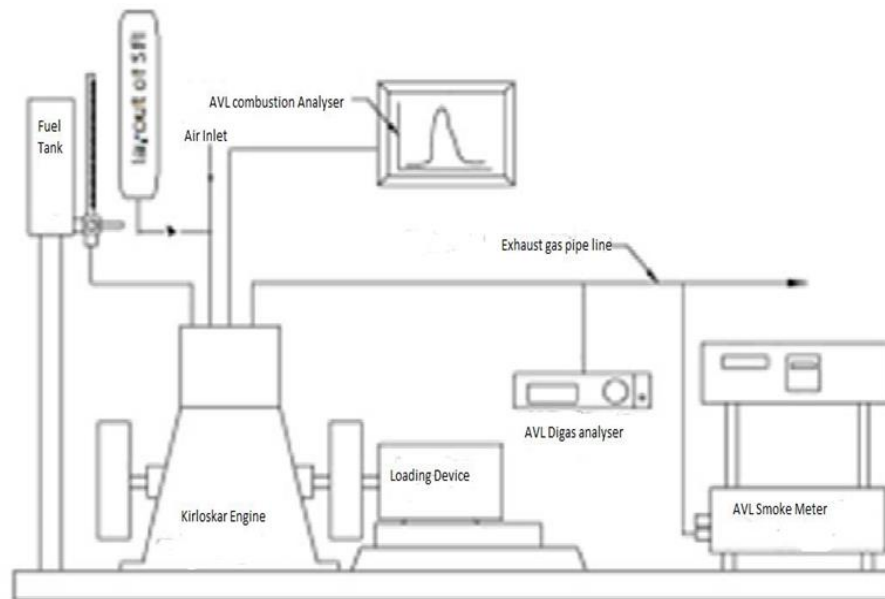 layout of
AVL combustion Analyser
Fuel
Tank
Air Inlet
Exhaust gas pipe line
AVL Digas analyser
Loading Device
Kirloskar Engine
AVL Smoke Meter